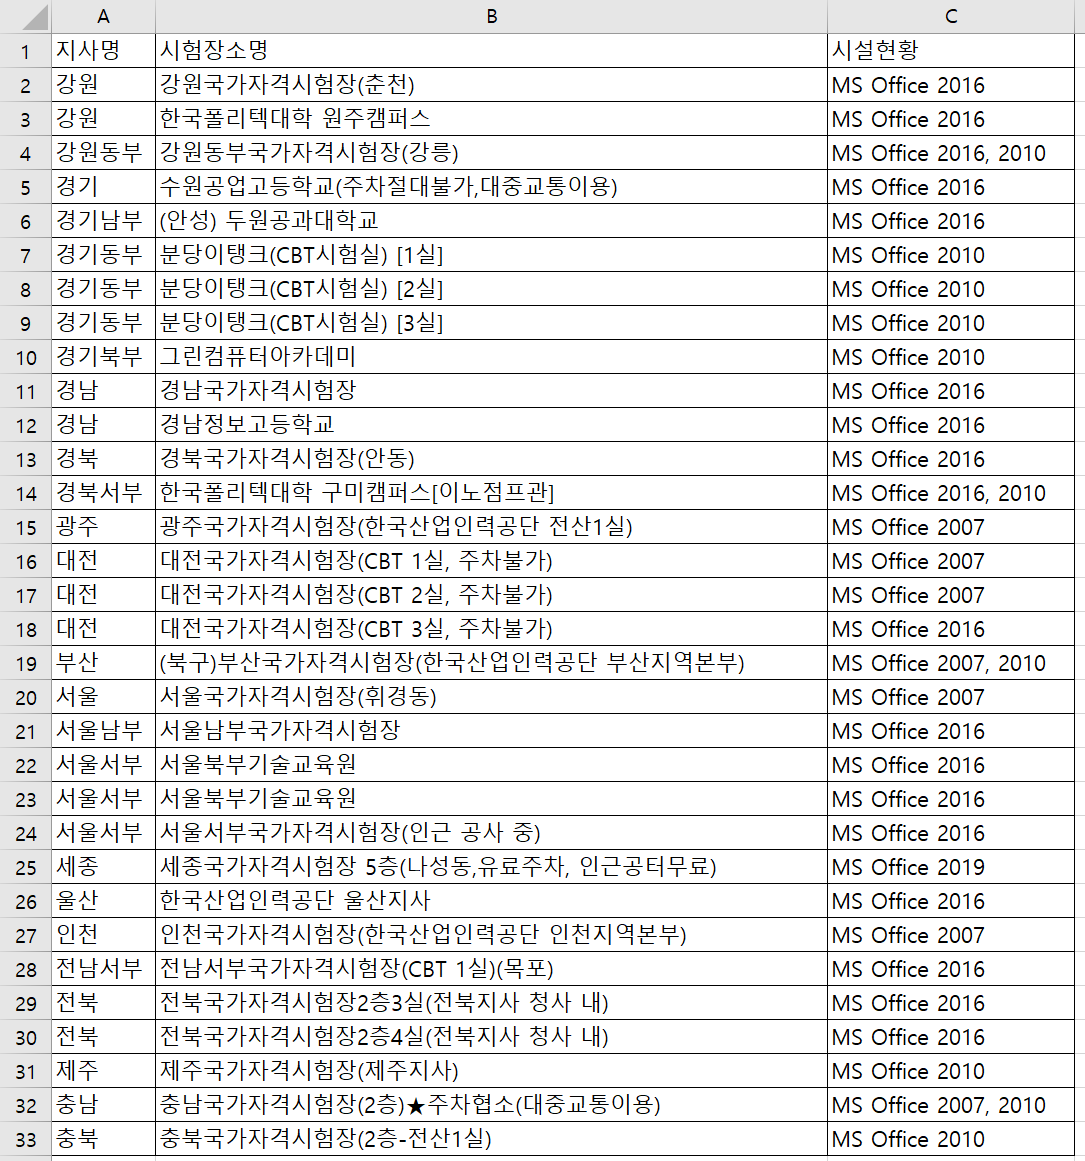 A B C
1 지사명 시험장소명 시설현황
2 강원 강원국가자격시험장(춘천) MS Office 2016
3 강원 한국폴리텍대학 원주캠퍼스 MS Office 2016
4 강원동부 강원동부국가자격시험장(강릉) MS Office 2016, 2010
5 경기 수원공업고등학교(주차절대불가,대중교통이용) MS Office 2016
6 경기남부 (안성) 두원공과대학교 MS Office 2016
7 경기동부 분당이탱크(CBT시험실) [1실] MS Office 2010
8 경기동부 분당이탱크(CBT시험실) [2실] MS Office 2010
9 경기동부 분당이탱크(CBT시험실) [3실] MS Office 2010
10 경기북부 그린컴퓨터아카데미 MS Office 2010
11 경남 경남국가자격시험장 MS Office 2016
12 경남 경남정보고등학교 MS Office 2016
13 경북 경북국가자격시험장(안동) MS Office 2016
14 경북서부 한국폴리텍대학 구미캠퍼스[이노점프관] MS Office 2016, 2010
15 광주 광주국가자격시험장(한국산업인력공단 전산1실) MS Office 2007
16 대전 대전국가자격시험장(CBT 1실, 주차불가) MS Office 2007
17 대전 대전국가자격시험장(CBT 2실, 주차불가) MS Office 2007
18 대전 대전국가자격시험장(CBT 3실, 주차불가) MS Office 2016
19 부산 (북구)부산국가자격시험장(한국산업인력공단 부산지역본부) MS Office 2007, 2010
20 서울 서울국가자격시험장(휘경동) MS Office 2007
21 서울남부 서울남부국가자격시험장 MS Office 2016
22 서울서부 서울북부기술교육원 MS Office 2016
23 서울서부 서울북부기술교육원 MS Office 2016
24 서울서부 서울서부국가자격시험장(인근 공사 중) MS Office 2016
25 세종 세종국가자격시험장 5층(나성동,유료주차, 인근공터무료) MS Office 2019
26 울산 한국산업인력공단 울산지사 MS Office 2016
27 인천 인천국가자격시험장(한국산업인력공단 인천지역본부) MS Office 2007
28 전남서부 전남서부국가자격시험장(CBT 1실)(목포) MS Office 2016
29 전북 전북국가자격시험장2층3실(전북지사 청사 내) MS Office 2016
30 전북 전북국가자격시험장2층4실(전북지사 청사 내) MS Office 2016
31 제주 제주국가자격시험장(제주지사) MS Office 2010
32 충남 충남국가자격시험장(2층)★주차협소(대중교통이용) MS Office 2007, 2010
33 충북 충북국가자격시험장(2층-전산1실) MS Office 2010